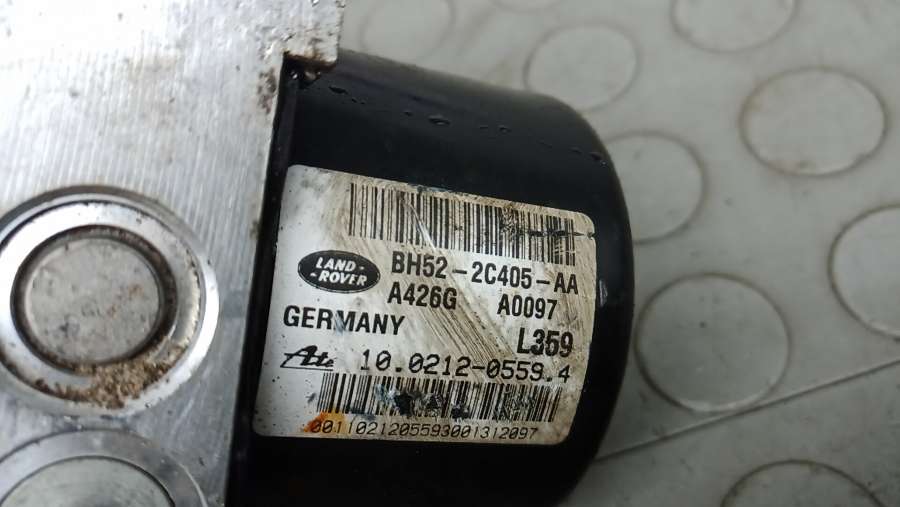 LAND-
-ROVER
BH52-2C405-AA
A426G A0097
GERMANY L359
Ate 10.0212-0559.4
0011021205593001312097